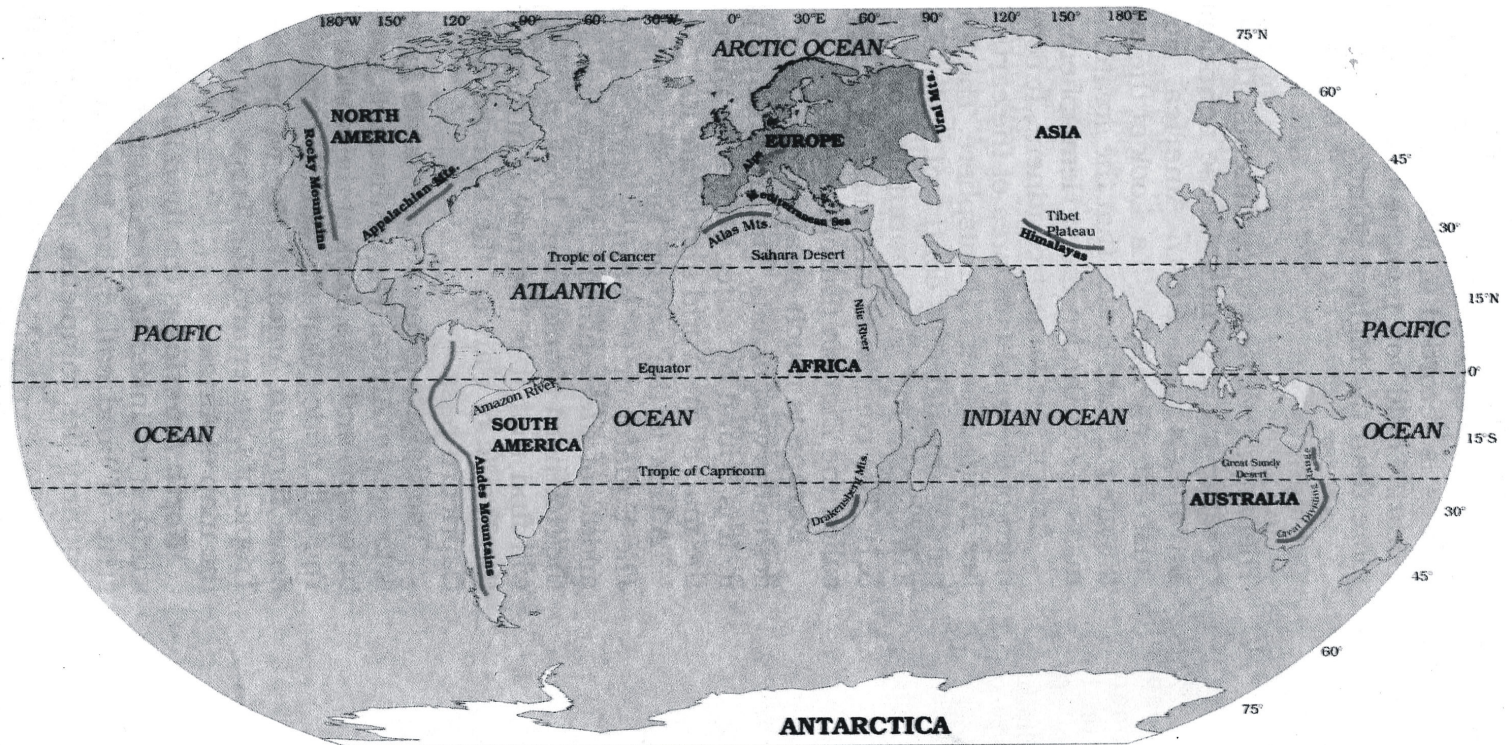 180°W 150° 120° 90° 60° 30°W 0° 30°E 60° 90° 120° 150° 180°E
75°N
ARCTIC OCEAN
60°
NORTH
AMERICA
Rocky Mountains
Appalachian Mts.
EUROPE
Alps
Ural Mts.
ASIA
45°
Mediterranean Sea
Atlas Mts.
Tibet
Plateau
Himalayas
30°
Tropic of Cancer
Sahara Desert
ATLANTIC
Nile River
15°N
PACIFIC
PACIFIC
Equator
AFRICA
0°
Amazon River
SOUTH
AMERICA
OCEAN
INDIAN OCEAN
OCEAN
OCEAN
15°S
Andes Mountains
Tropic of Capricorn
Drakensberg Mts.
Great Sandy
Desert
AUSTRALIA
Great Dividing Range
30°
45°
60°
75°
ANTARCTICA